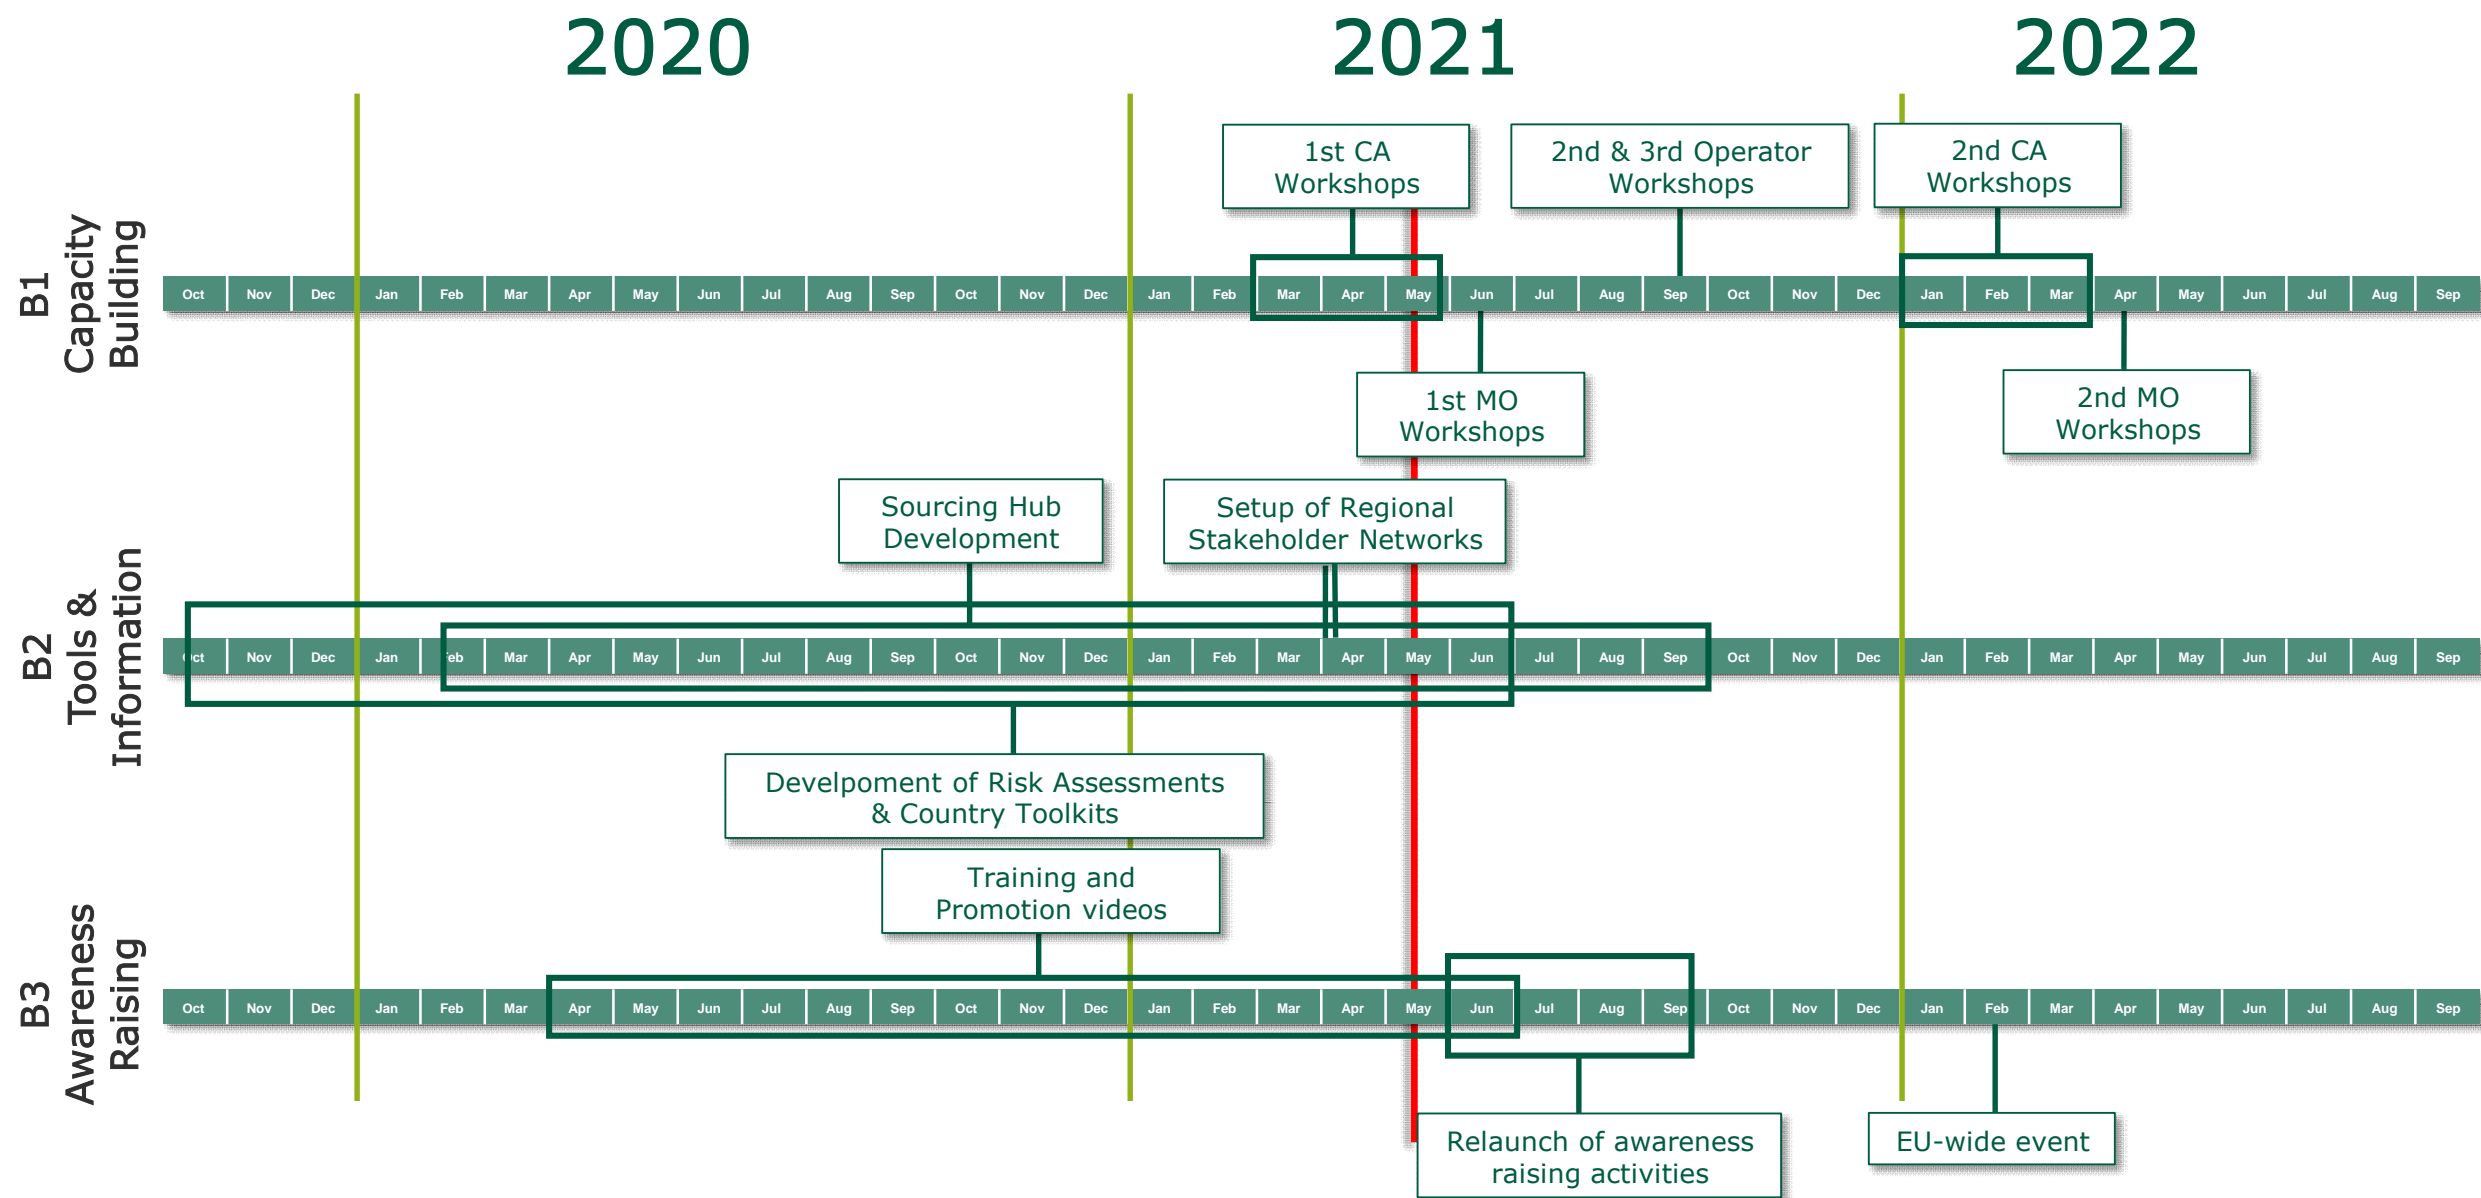 2020
2021
2022
B1
Capacity
Building
1st CA
Workshops
2nd & 3rd Operator
Workshops
2nd CA
Workshops
Oct Nov Dec Jan Feb Mar Apr May Jun Jul Aug Sep Oct Nov Dec Jan Feb Mar Apr May Jun Jul Aug Sep Oct Nov Dec Jan Feb Mar Apr May Jun Jul Aug Sep
1st MO
Workshops
2nd MO
Workshops
B2
Tools &
Information
Sourcing Hub
Development
Setup of Regional
Stakeholder Networks
Oct Nov Dec Jan Feb Mar Apr May Jun Jul Aug Sep Oct Nov Dec Jan Feb Mar Apr May Jun Jul Aug Sep Oct Nov Dec Jan Feb Mar Apr May Jun Jul Aug Sep
Develpoment of Risk Assessments
& Country Toolkits
B3
Awareness
Raising
Training and
Promotion videos
Oct Nov Dec Jan Feb Mar Apr May Jun Jul Aug Sep Oct Nov Dec Jan Feb Mar Apr May Jun Jul Aug Sep Oct Nov Dec Jan Feb Mar Apr May Jun Jul Aug Sep
Relaunch of awareness
raising activities
EU-wide event